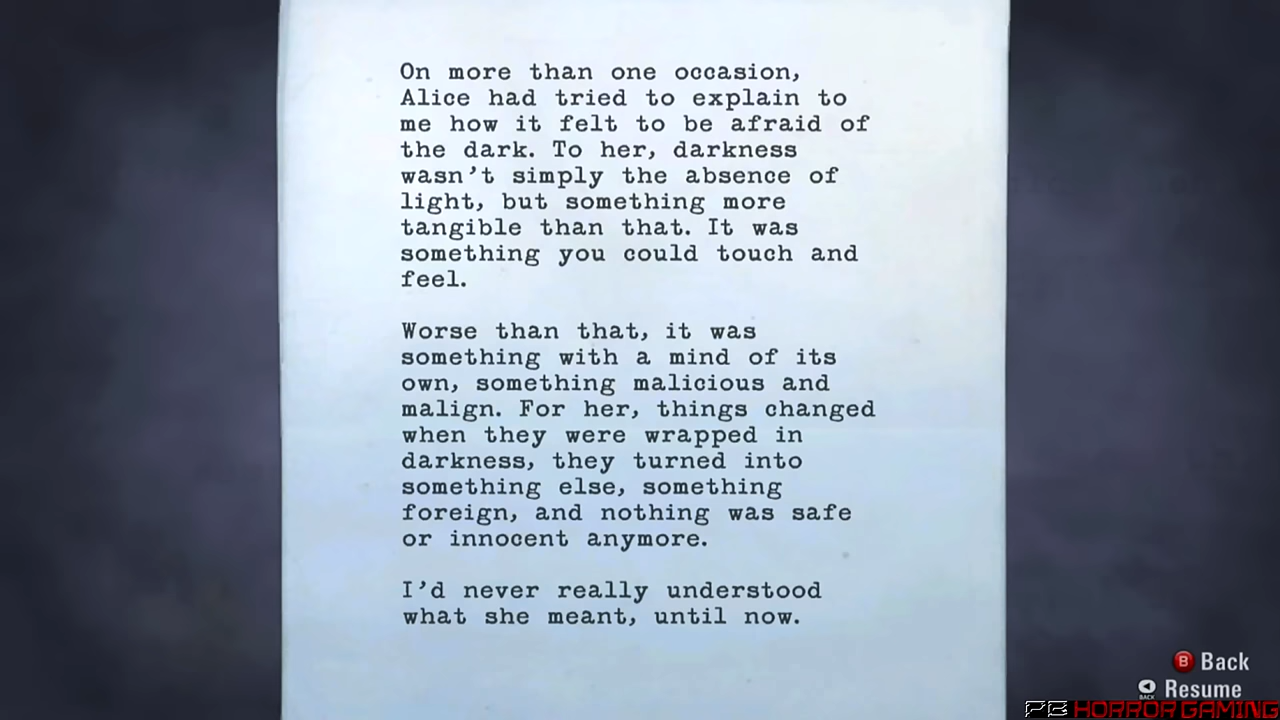 On more than one occasion,
Alice had tried to explain to
me how it felt to be afraid of
the dark. To her, darkness
wasn't simply the absence of
light, but something more
tangible than that. It was
something you could touch and
feel.
Worse than that, it was
something with a mind of its
own, something malicious and
malign. For her, things changed
when they were wrapped in
darkness, they turned into
something else, something
foreign, and nothing was safe
or innocent anymore.
I'd never really understood
what she meant, until now.
B Back
BACK Resume
HORROR GAMING